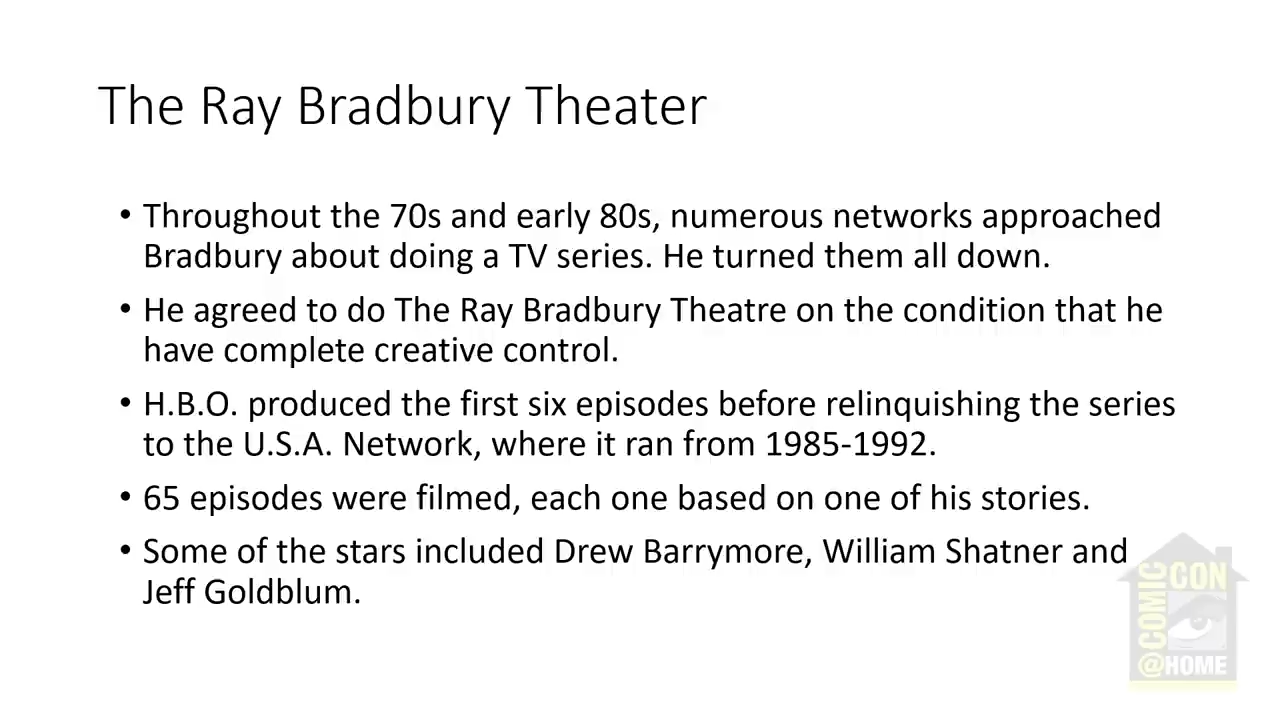 The Ray Bradbury Theater
• Throughout the 70s and early 80s, numerous networks approached
Bradbury about doing a TV series. He turned them all down.
• He agreed to do The Ray Bradbury Theatre on the condition that he
have complete creative control.
• H.B.O. produced the first six episodes before relinquishing the series
to the U.S.A. Network, where it ran from 1985-1992.
• 65 episodes were filmed, each one based on one of his stories.
• Some of the stars included Drew Barrymore, William Shatner and
Jeff Goldblum.
COMIC
CON
@HOME